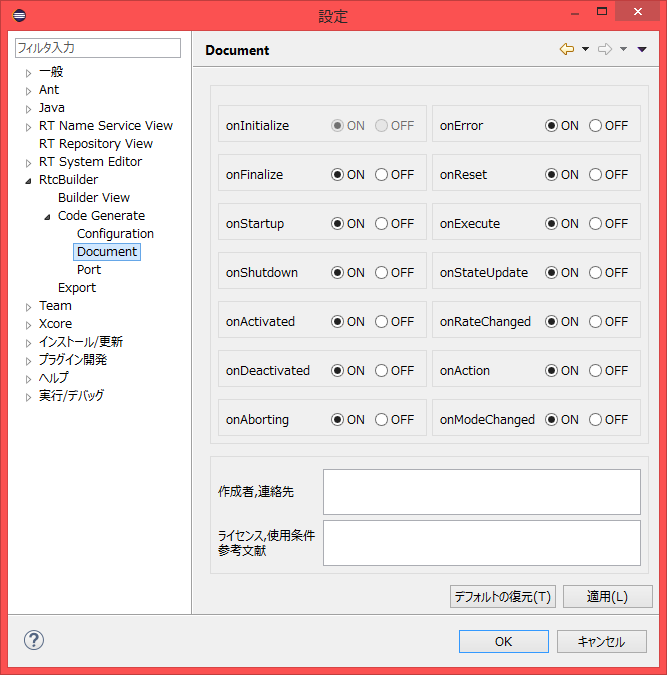 設定
フィルタ入力
一般
Ant
Java
RT Name Service View
RT Repository View
RT System Editor
RtcBuilder
Builder View
Code Generate
Configuration
Document
Port
Export
Team
Xcore
インストール/更新
プラグイン開発
ヘルプ
実行/デバッグ
Document
onInitialize ON OFF onError ON OFF
onFinalize ON OFF onReset ON OFF
onStartup ON OFF onExecute ON OFF
onShutdown ON OFF onStateUpdate ON OFF
onActivated ON OFF onRateChanged ON OFF
onDeactivated ON OFF onAction ON OFF
onAborting ON OFF onModeChanged ON OFF
作成者,連絡先
ライセンス,使用条件
参考文献
デフォルトの復元(T) 適用(L)
OK キャンセル